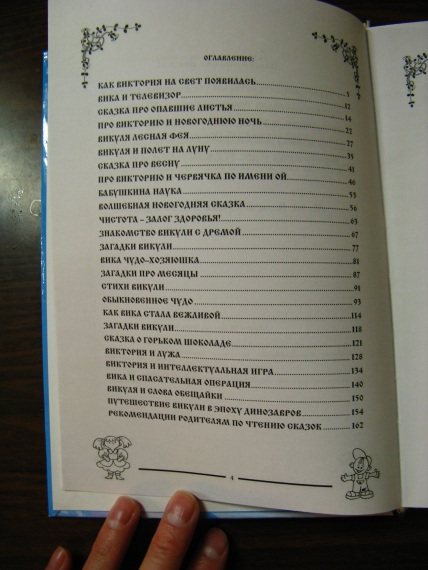 ОГЛАВЛЕНИЕ:
КАК ВИКТОРИЯ НА СВЕТ ПОЯВИЛАСЬ 5
ВИКА И ТЕЛЕВИЗОР 12
СКАЗКА ПРО ОПАВШИЕ ЛИСТЬЯ 14
ПРО ВИКТОРИЮ И НОВОГОДНЮЮ НОЧЬ 22
ВИКУЛЯ ЛЕСНАЯ ФЕЯ 27
ВИКУЛЯ И ПОЛЕТ НА ЛУНУ 35
СКАЗКА ПРО ВЕСНУ 41
ПРО ВИКТОРИЮ И ЧЕРВЯЧКА ПО ИМЕНИ ОЙ 46
БАБУШКИНА НАУКА 53
ВОЛШЕБНАЯ НОВОГОДНЯЯ СКАЗКА 56
ЧИСТОТА – ЗАЛОГ ЗДОРОВЬЯ! 63
ЗНАКОМСТВО ВИКУЛИ С ДРЕМОЙ 67
ЗАГАДКИ ВИКУЛИ 77
ВИКА ЧУДО-ХОЗЯЮШКА 81
ЗАГАДКИ ПРО МЕСЯЦЫ 87
СТИХИ ВИКУЛИ 91
ОБЫКНОВЕННОЕ ЧУДО 93
КАК ВИКА СТАЛА ВЕЖЛИВОЙ 114
ЗАГАДКИ ВИКУЛИ 118
СКАЗКА О ГОРЬКОМ ШОКОЛАДЕ 121
ВИКТОРИЯ И ЛУЖА 128
ВИКТОРИЯ И ИНТЕЛЛЕКТУАЛЬНАЯ ИГРА 134
ВИКА И СПАСАТЕЛЬНАЯ ОПЕРАЦИЯ 140
ВИКУЛЯ И СЛОВА ОБЕЩАЙКИ 150
ПУТЕШЕСТВИЕ ВИКУЛИ В ЭПОХУ ДИНОЗАВРОВ 154
РЕКОМЕНДАЦИИ РОДИТЕЛЯМ ПО ЧТЕНИЮ СКАЗОК 162
4